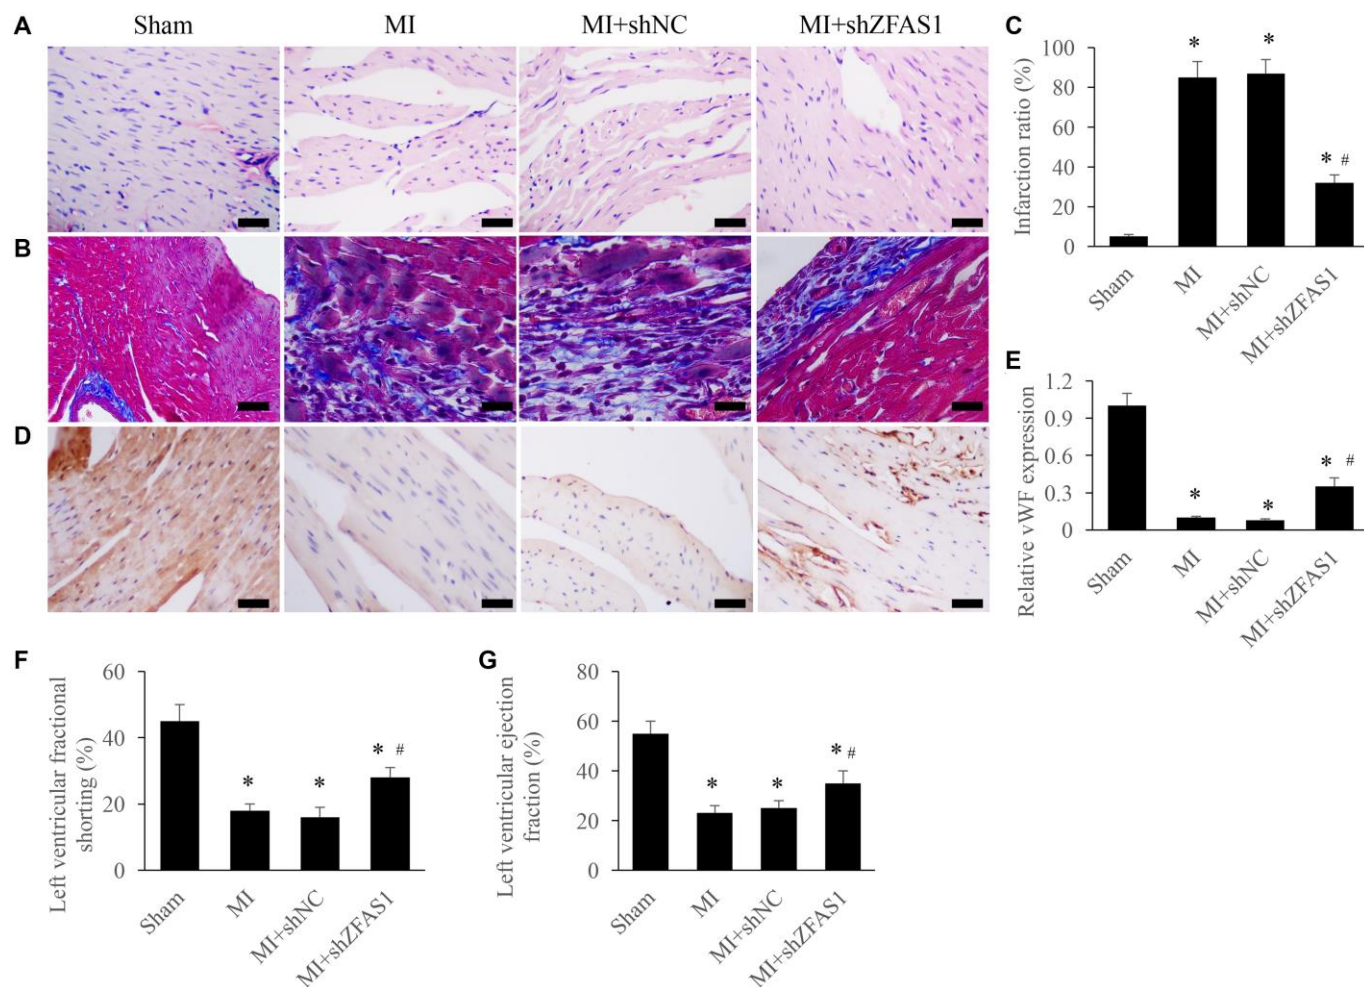 A Sham MI MI+shNC MI+shZFAS1
B
D
C
Infarction ratio (%)
100
80
60
40
20
0
* * * #
Sham MI MI+shNC MI+shZFAS1
E
Relative vWF expression
1.2
0.9
0.6
0.3
0
* * * #
Sham MI MI+shNC MI+shZFAS1
F
Left ventricular fractional
shorting (%)
60
40
20
0
* * * #
Sham MI MI+shNC MI+shZFAS1
G
Left ventricular ejection
fraction (%)
80
60
40
20
0
* * * #
Sham MI MI+shNC MI+shZFAS1